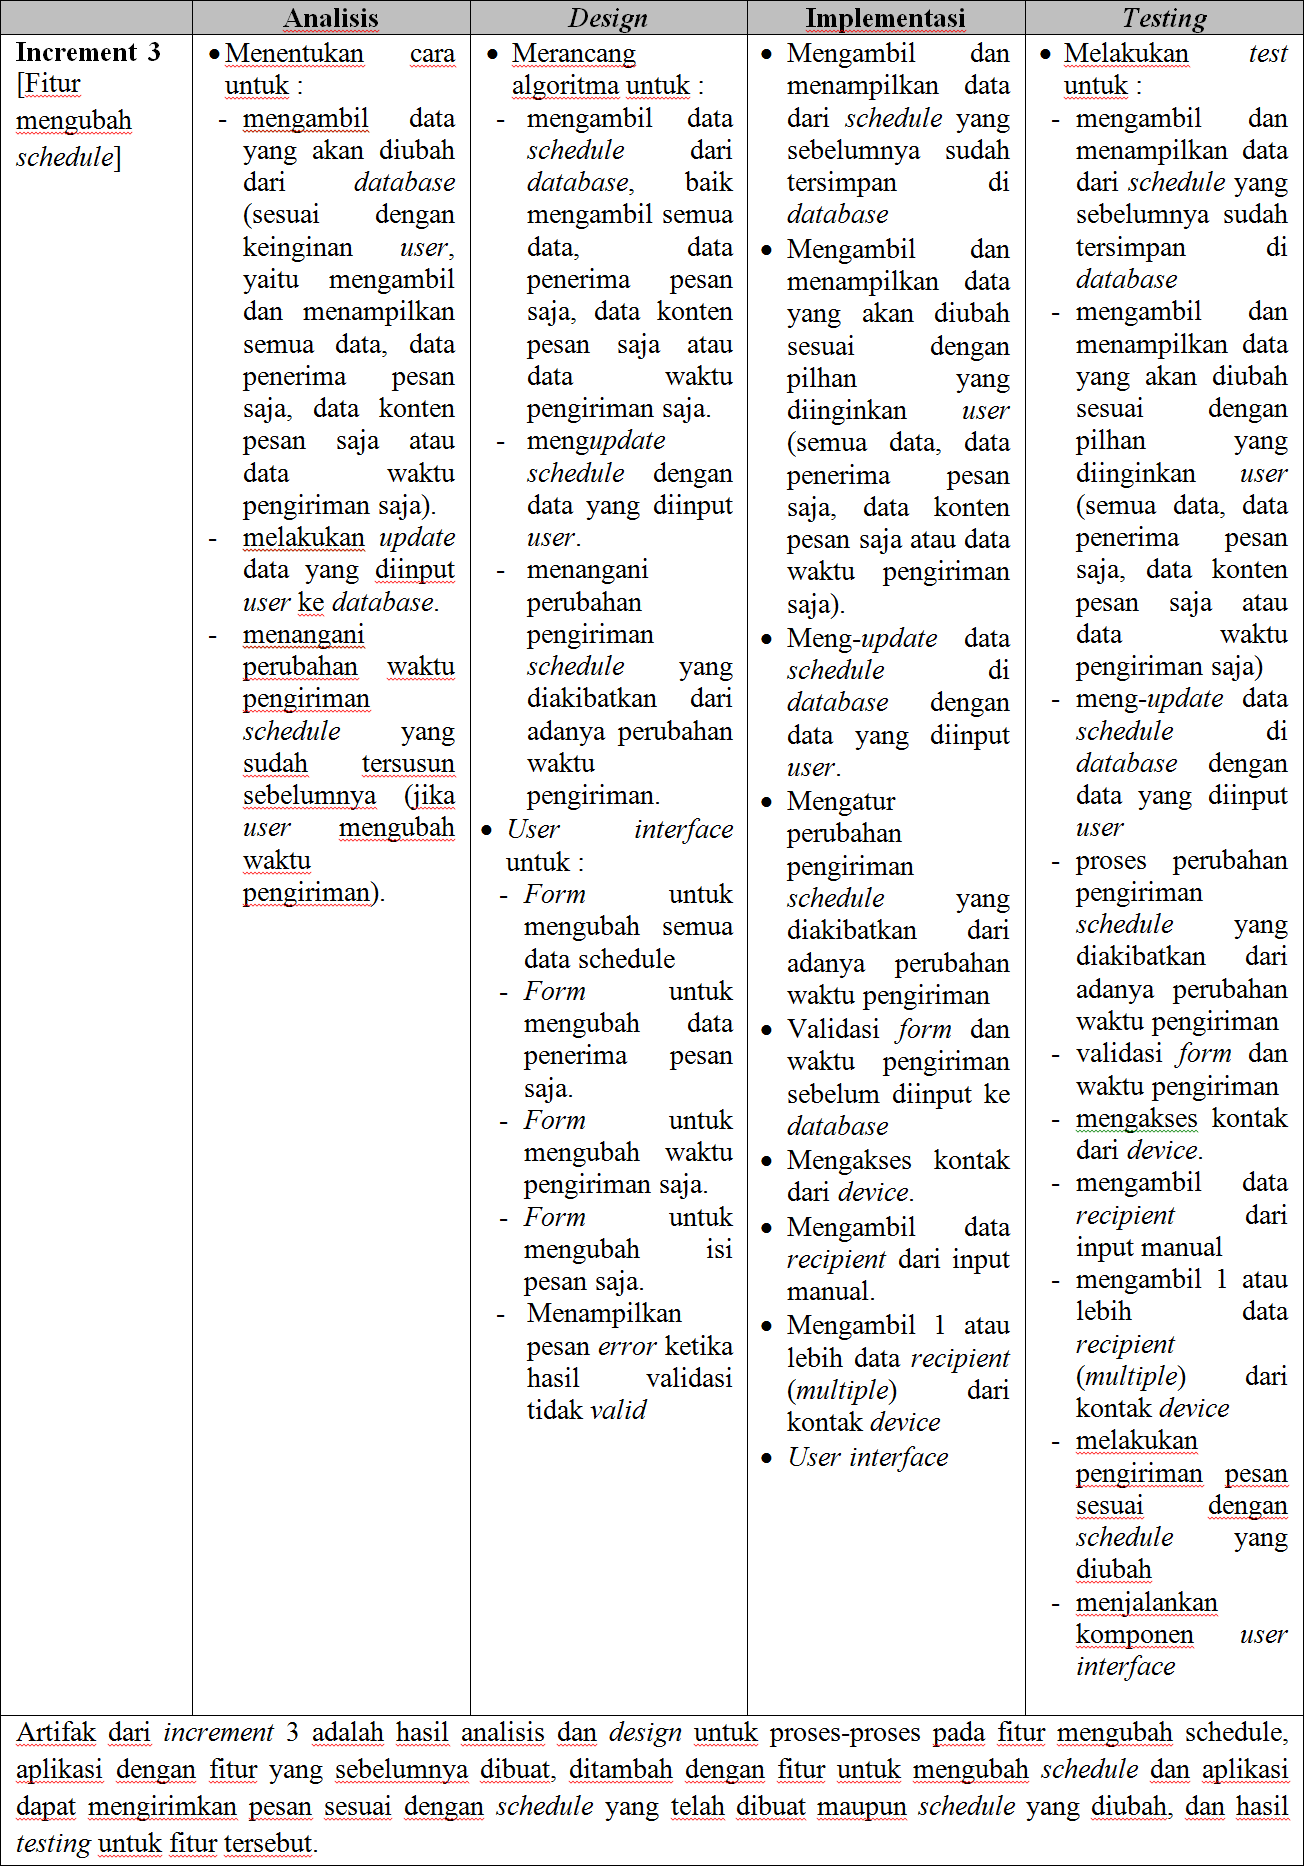 Analisis
Design
Implementasi
Testing
Increment 3
[Fitur
mengubah
schedule]
• Menentukan cara
untuk :
- mengambil data
yang akan diubah
dari database
(sesuai dengan
keinginan user,
yaitu mengambil
dan menampilkan
semua data, data
penerima pesan
saja, data konten
pesan saja atau
data waktu
pengiriman saja).
- melakukan update
data yang diinput
user ke database.
- menangani
perubahan waktu
pengiriman
schedule yang
sudah tersusun
sebelumnya (jika
user mengubah
waktu
pengiriman).
• Merancang
algoritma untuk :
- mengambil data
schedule dari
database, baik
mengambil semua
data, data
penerima pesan
saja, data konten
pesan saja atau
data waktu
pengiriman saja.
- mengupdate
schedule dengan
data yang diinput
user.
- menangani
perubahan
pengiriman
schedule yang
diakibatkan dari
adanya perubahan
waktu
pengiriman.
• User interface
untuk :
- Form untuk
mengubah semua
data schedule
- Form untuk
mengubah data
penerima pesan
saja.
- Form untuk
mengubah waktu
pengiriman saja.
- Form untuk
mengubah isi
pesan saja.
- Menampilkan
pesan error ketika
hasil validasi
tidak valid
• Mengambil dan
menampilkan data
dari schedule yang
sebelumnya sudah
tersimpan di
database
• Mengambil dan
menampilkan data
yang akan diubah
sesuai dengan
pilhan yang
diinginkan user
(semua data, data
penerima pesan
saja, data konten
pesan saja atau data
waktu pengiriman
saja).
• Meng-update data
schedule di
database dengan
data yang diinput
user.
• Mengatur
perubahan
pengiriman
schedule yang
diakibatkan dari
adanya perubahan
waktu pengiriman
• Validasi form dan
waktu pengiriman
sebelum diinput ke
database
• Mengakses kontak
dari device.
• Mengambil data
recipient dari input
manual.
• Mengambil 1 atau
lebih data recipient
(multiple) dari
kontak device
• User interface
• Melakukan test
untuk :
- mengambil dan
menampilkan data
dari schedule yang
sebelumnya sudah
tersimpan di
database
- mengambil dan
menampilkan data
yang akan diubah
sesuai dengan
pilhan yang
diinginkan user
(semua data, data
penerima pesan
saja, data konten
pesan saja atau
data waktu
pengiriman saja)
- meng-update data
schedule di
database dengan
data yang diinput
user
- proses perubahan
pengiriman
schedule yang
diakibatkan dari
adanya perubahan
waktu pengiriman
- validasi form dan
waktu pengiriman
- mengakses kontak
dari device.
- mengambil data
recipient dari
input manual
- mengambil 1 atau
lebih data
recipient
(multiple) dari
kontak device
- melakukan
pengiriman pesan
sesuai dengan
schedule yang
diubah
- menjalankan
komponen user
interface
Artifak dari increment 3 adalah hasil analisis dan design untuk proses-proses pada fitur mengubah schedule,
aplikasi dengan fitur yang sebelumnya dibuat, ditambah dengan fitur untuk mengubah schedule dan aplikasi
dapat mengirimkan pesan sesuai dengan schedule yang telah dibuat maupun schedule yang diubah, dan hasil
testing untuk fitur tersebut.